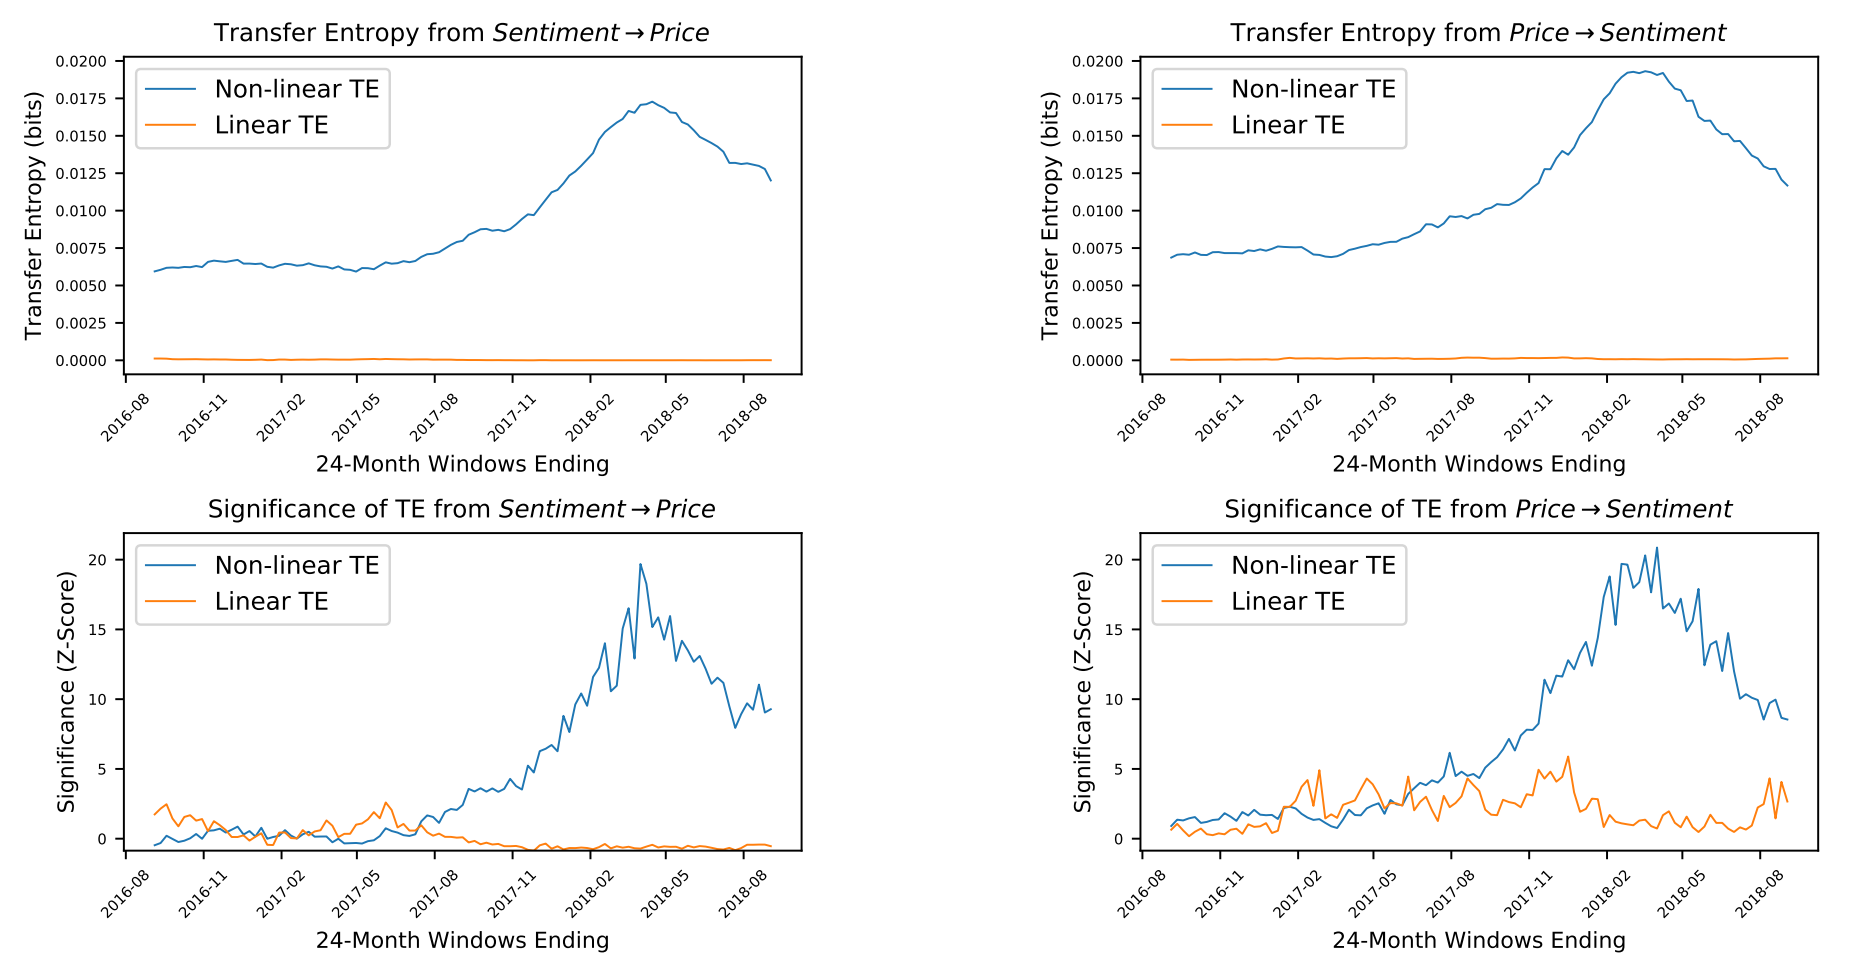 Transfer Entropy from Sentiment → Price
Transfer Entropy (bits)
0.0200
0.0175
0.0150
0.0125
0.0100
0.0075
0.0050
0.0025
0.0000
Non-linear TE
Linear TE
2016-08 2016-11 2017-02 2017-05 2017-08 2017-11 2018-02 2018-05 2018-08
24-Month Windows Ending
Transfer Entropy from Price → Sentiment
Transfer Entropy (bits)
0.0200
0.0175
0.0150
0.0125
0.0100
0.0075
0.0050
0.0025
0.0000
Non-linear TE
Linear TE
2016-08 2016-11 2017-02 2017-05 2017-08 2017-11 2018-02 2018-05 2018-08
24-Month Windows Ending
Significance of TE from Sentiment → Price
Significance (Z-Score)
20
15
10
5
0
Non-linear TE
Linear TE
2016-08 2016-11 2017-02 2017-05 2017-08 2017-11 2018-02 2018-05 2018-08
24-Month Windows Ending
Significance of TE from Price → Sentiment
Significance (Z-Score)
20
15
10
5
0
Non-linear TE
Linear TE
2016-08 2016-11 2017-02 2017-05 2017-08 2017-11 2018-02 2018-05 2018-08
24-Month Windows Ending